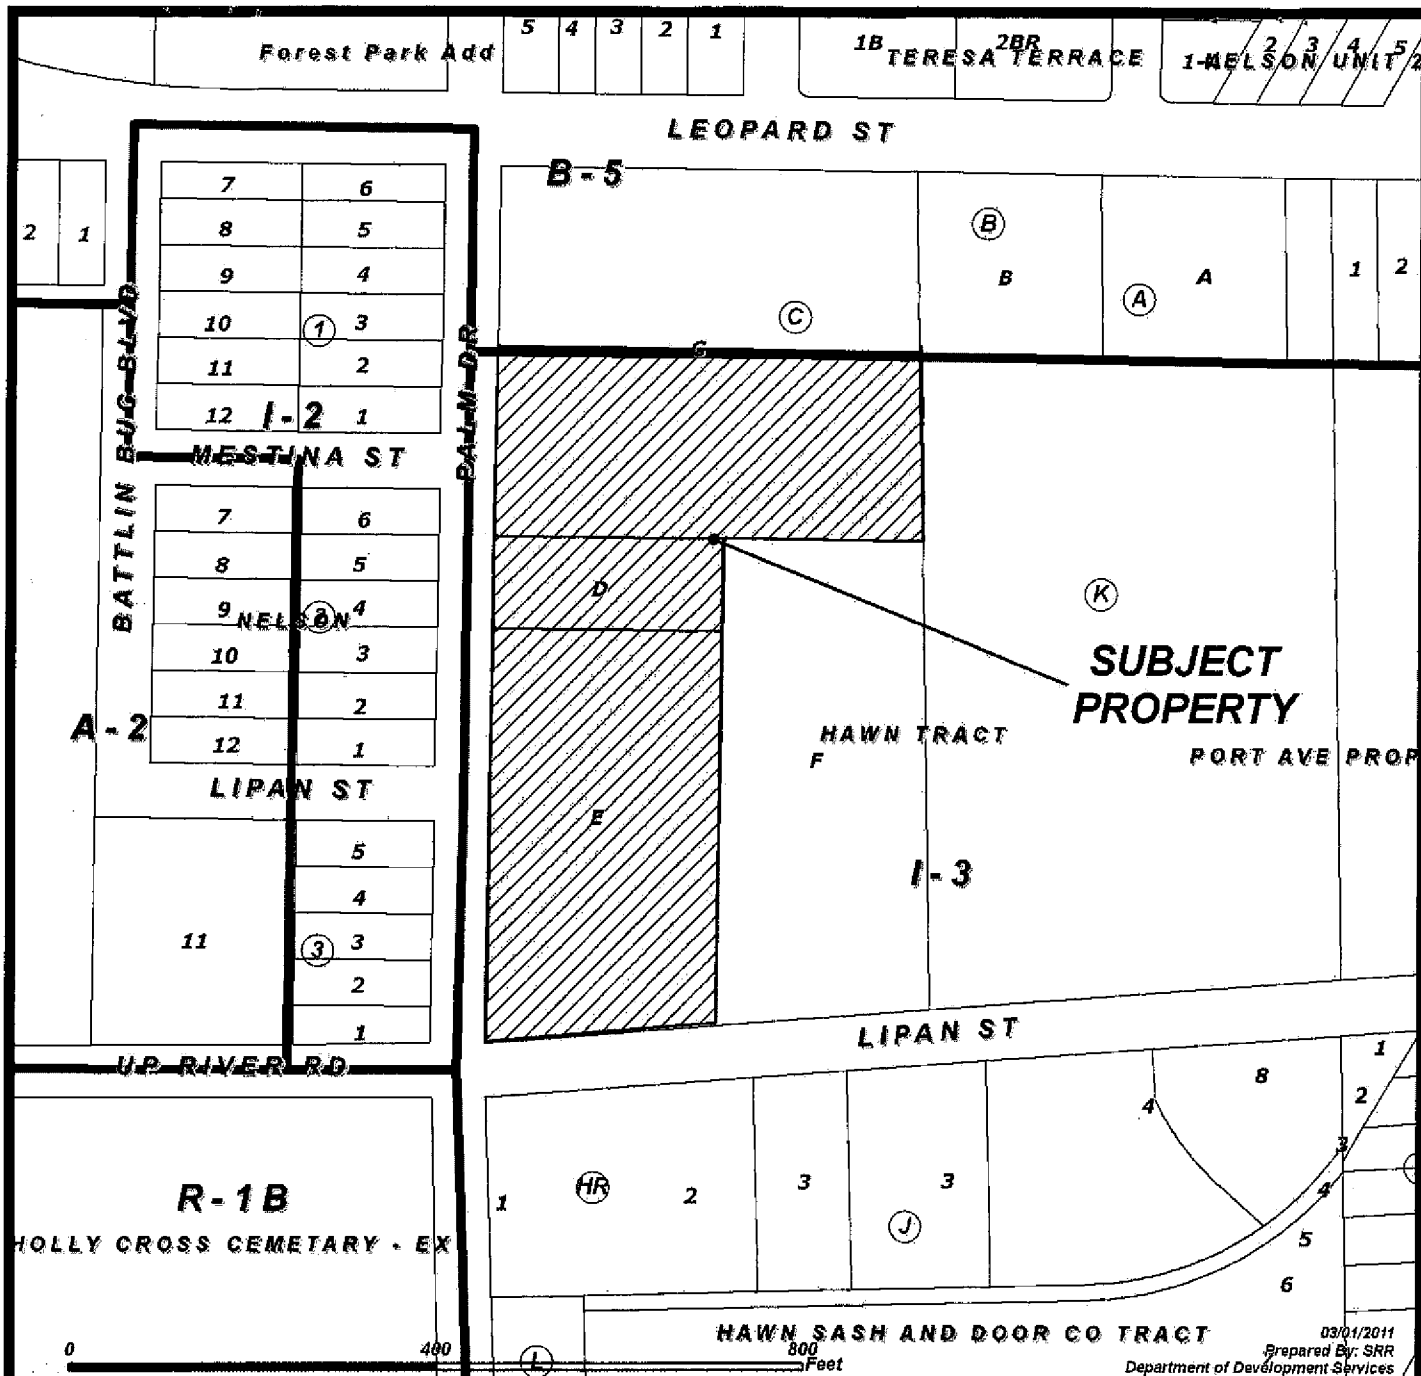 Forest Park Add
5 4 3 2 1
1B
2BR
TERESA TERRACE
2 3 4 5
NELSON UNIT 2
LEOPARD ST
B - 5
7 6
8 5
9 4
10 3
11 2
12 1
1
I - 2
2 1
B
B
A
A
1 2
C
G
BATTLIN BUC BLVD
PALM DR
MESTINA ST
7 6
8 5
9 4
10 3
11 2
12 1
NELSON
D
K
SUBJECT
PROPERTY
A - 2
HAWN TRACT
F
PORT AVE PROP
LIPAN ST
E
I - 3
5
4
11 3 3
2
1
LIPAN ST
UP RIVER RD
1
8
2
4
3
4
R - 1B
HOLLY CROSS CEMETARY - EX
1 HR 2 3 3
J
5
6
HAWN SASH AND DOOR CO TRACT
L
0 400 800
Feet
03/01/2011
Prepared By: SRR
Department of Development Services